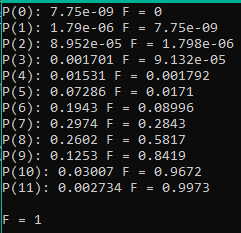 P(0): 7.75e-09 F = 0
P(1): 1.79e-06 F = 7.75e-09
P(2): 8.952e-05 F = 1.798e-06
P(3): 0.001701 F = 9.132e-05
P(4): 0.01531 F = 0.001792
P(5): 0.07286 F = 0.0171
P(6): 0.1943 F = 0.08996
P(7): 0.2974 F = 0.2843
P(8): 0.2602 F = 0.5817
P(9): 0.1253 F = 0.8419
P(10): 0.03007 F = 0.9672
P(11): 0.002734 F = 0.9973
F = 1